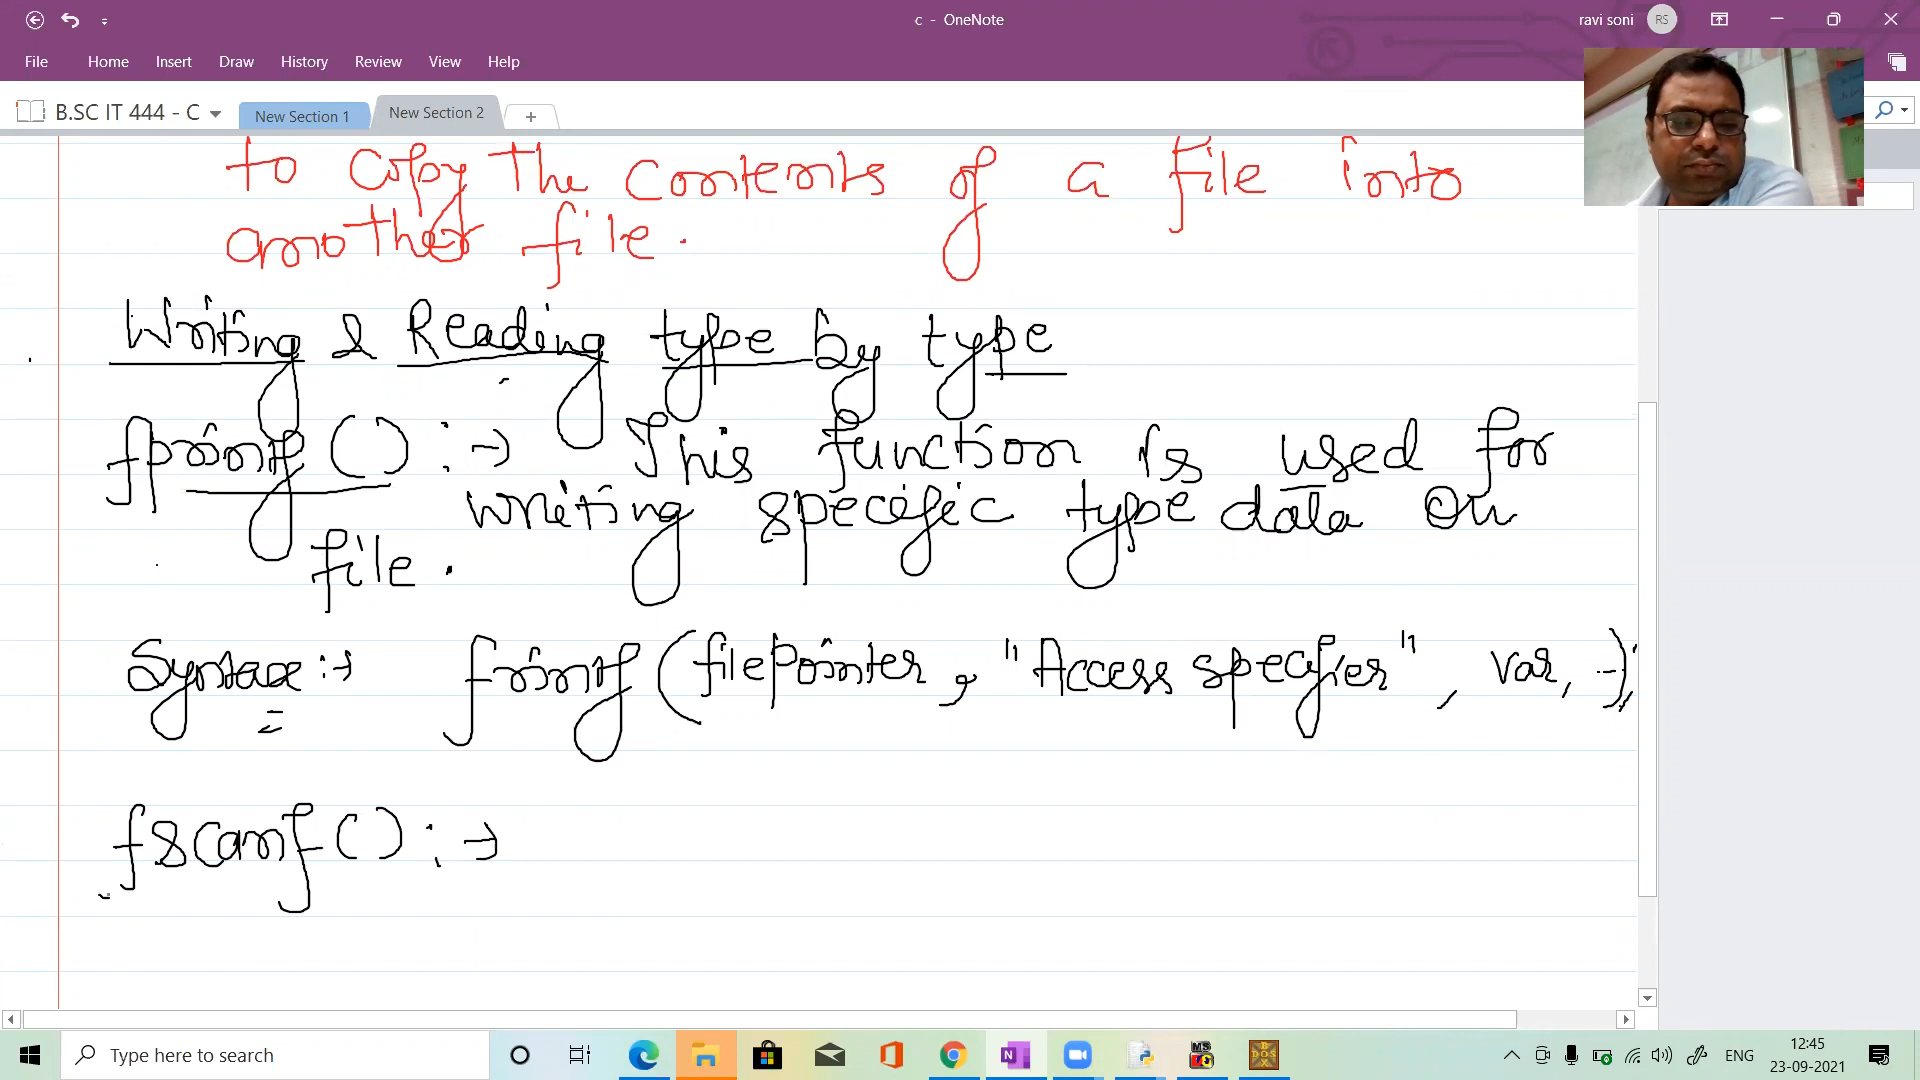 c - OneNote
ravi soni RS
File Home Insert Draw History Review View Help
B.SC IT 444 - C New Section 1 New Section 2 +
to copy the contents of a file into
another file.
Writing & Reading type by type
fprintf () :→ This function is used for
writing specific type data on
file.
Syntax :→ frintf (filePointer, "Access specifier", var, -);
fscanf () :→
Type here to search
ENG
12:45
23-09-2021